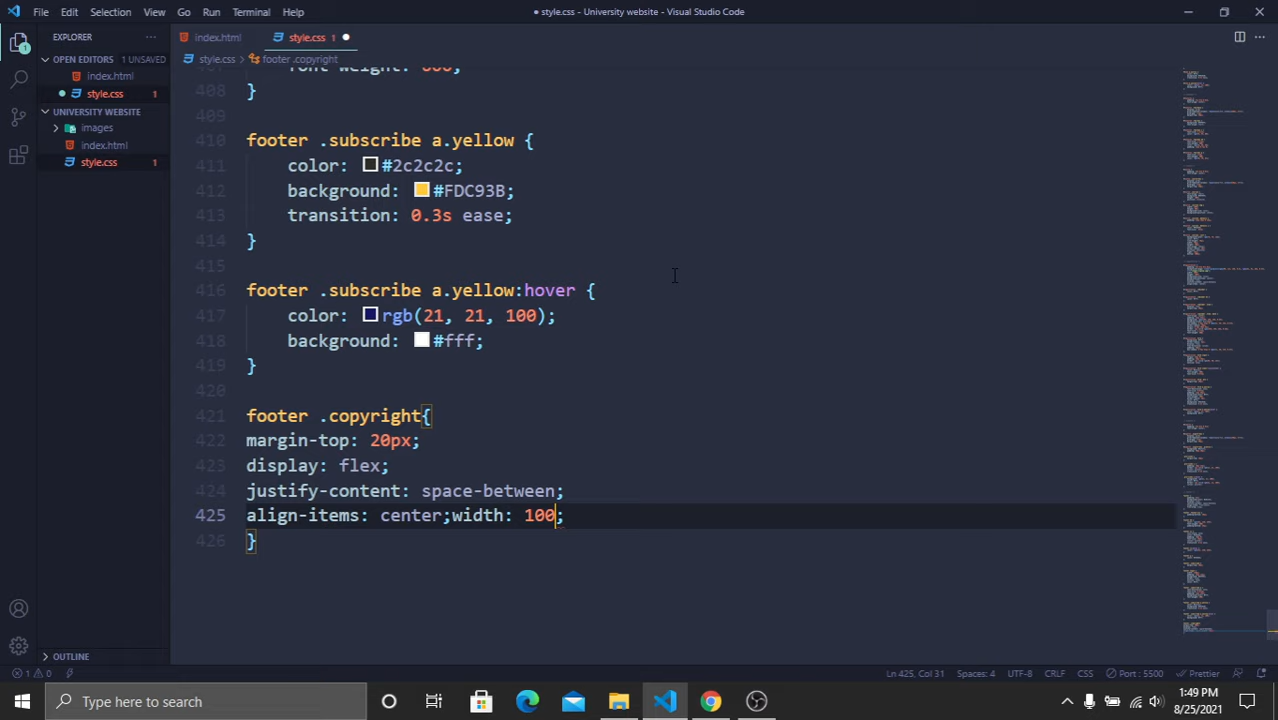 File Edit Selection View Go Run Terminal Help
● style.css - University website - Visual Studio Code
EXPLORER
index.html
style.css 1
OPEN EDITORS 1 UNSAVED
style.css > footer .copyright
index.html
style.css 1
UNIVERSITY WEBSITE
images
index.html
style.css 1
408 }
409
410 footer .subscribe a.yellow {
411 color: #2c2c2c;
412 background: #FDC93B;
413 transition: 0.3s ease;
414 }
415
416 footer .subscribe a.yellow:hover {
417 color: rgb(21, 21, 100);
418 background: #fff;
419 }
420
421 footer .copyright{
422 margin-top: 20px;
423 display: flex;
424 justify-content: space-between;
425 align-items: center;width: 100;
426 }
OUTLINE
1 0 Ln 425, Col 31 Spaces: 4 UTF-8 CRLF CSS Port : 5500 Prettier
Type here to search
1:49 PM
8/25/2021